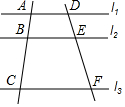 A D l₁
B E l₂
C F l₃